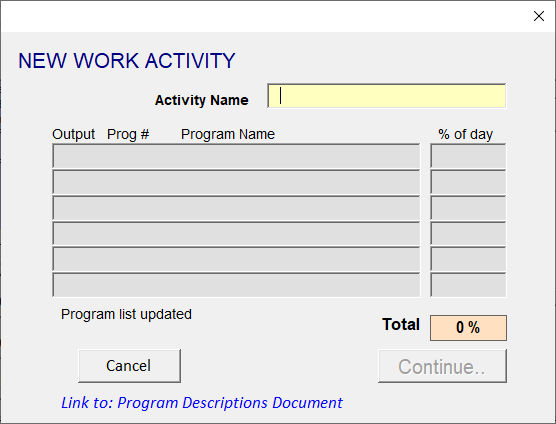 NEW WORK ACTIVITY
Activity Name
Output Prog # Program Name % of day
Program list updated
Total 0 %
Cancel Continue..
Link to: Program Descriptions Document